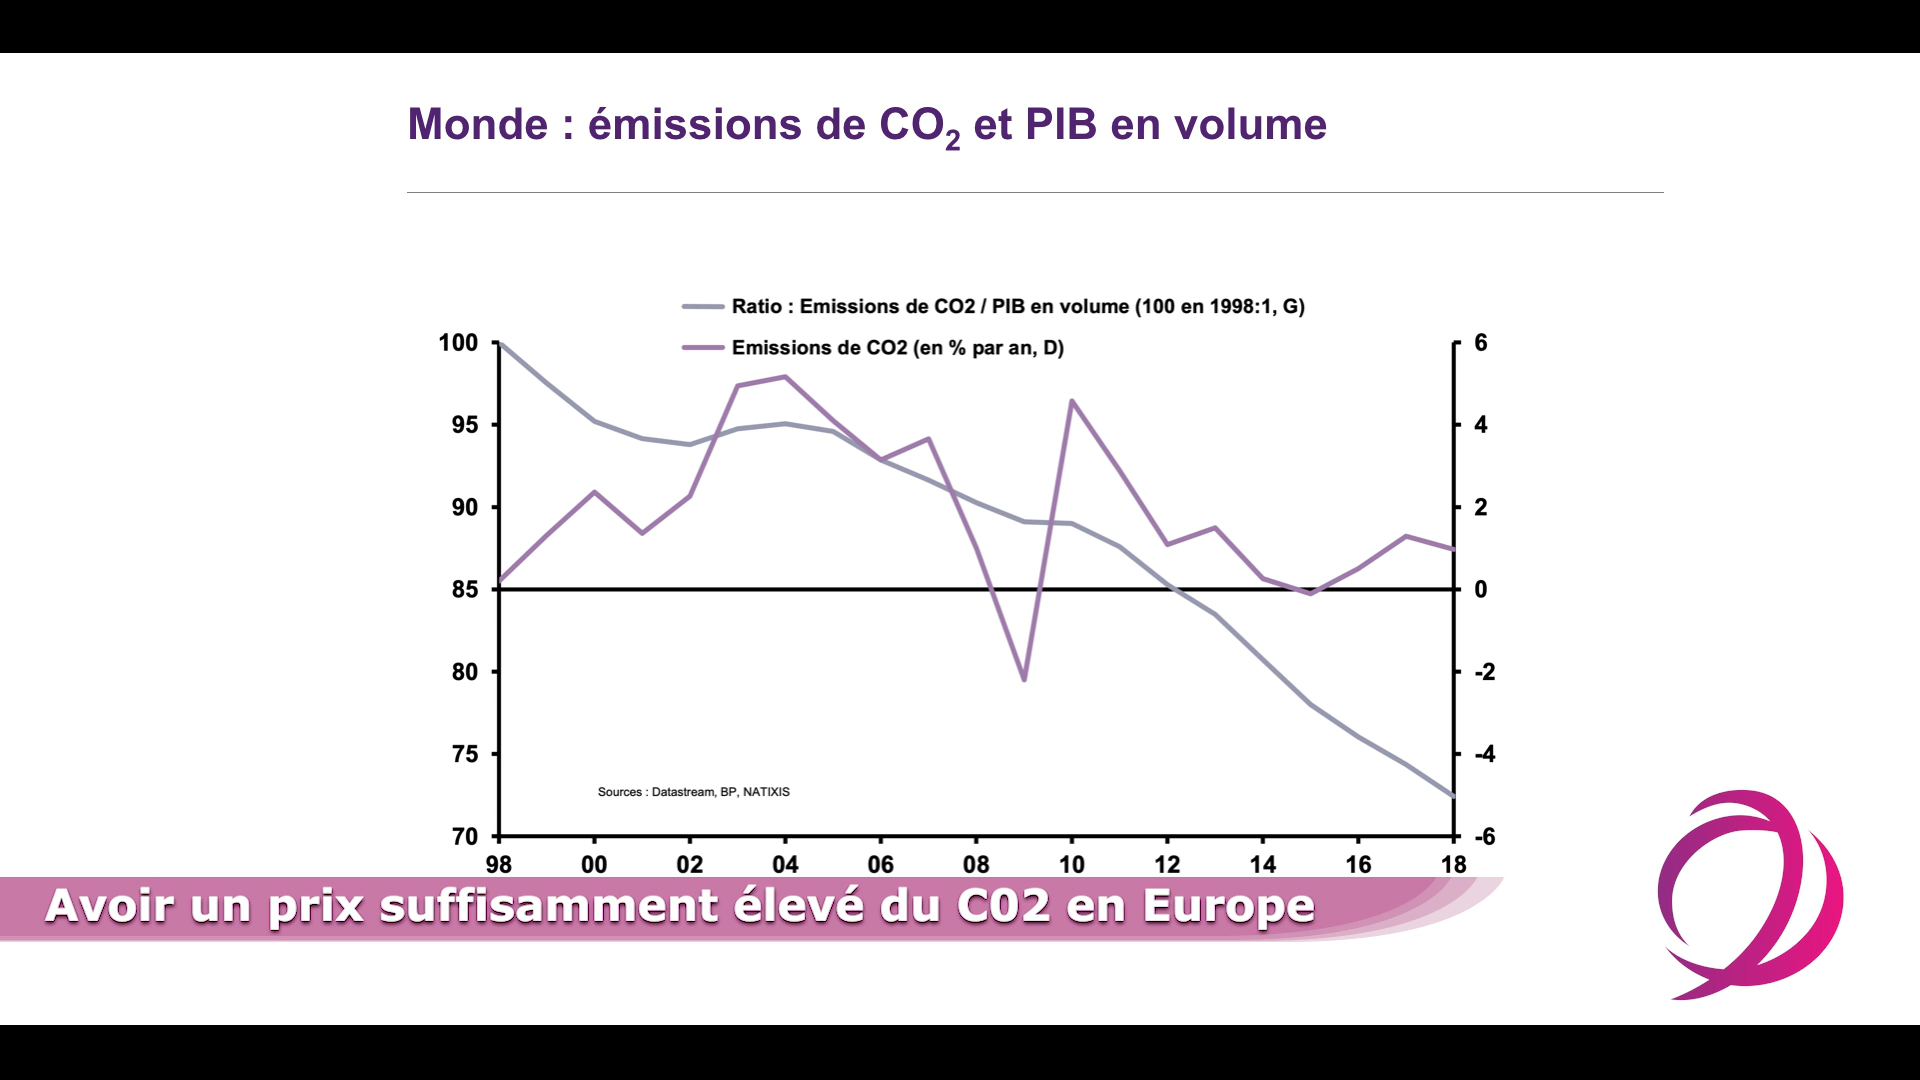 Monde : émissions de CO₂ et PIB en volume
Ratio : Emissions de CO2 / PIB en volume (100 en 1998:1, G)
Emissions de CO2 (en % par an, D)
100
95
90
85
80
75
70
6
4
2
0
-2
-4
-6
Sources : Datastream, BP, NATIXIS
98 00 02 04 06 08 10 12 14 16 18
Avoir un prix suffisamment élevé du C02 en Europe